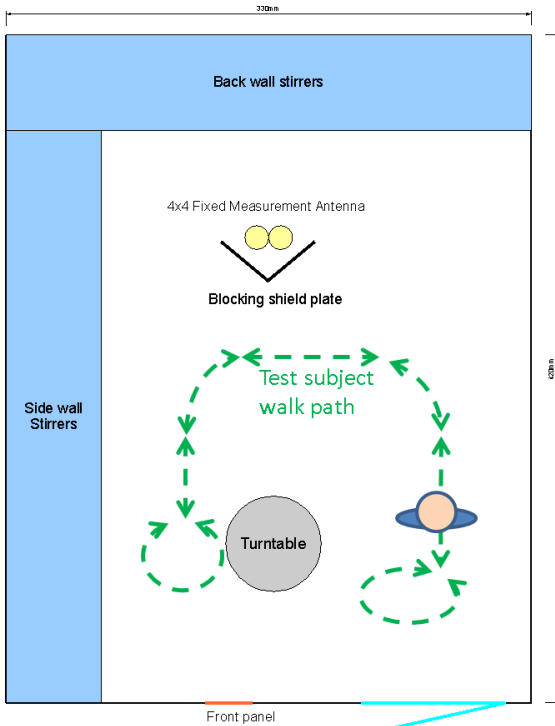 330mm
Back wall stirrers
4x4 Fixed Measurement Antenna
Blocking shield plate
420mm
Test subject
walk path
Side wall
Stirrers
Turntable
Front panel